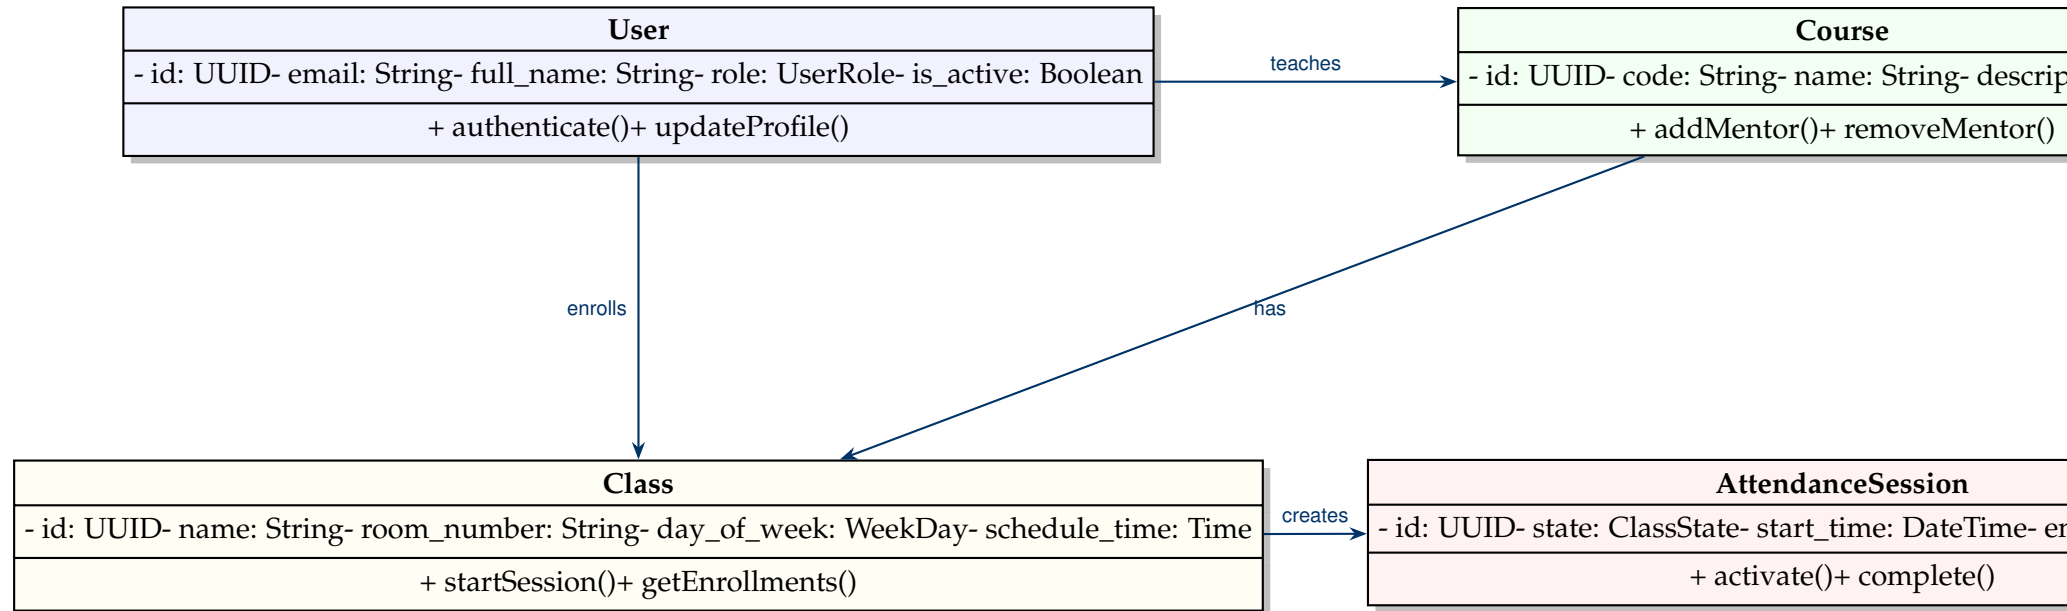 User
- id: UUID- email: String- full_name: String- role: UserRole- is_active: Boolean
+ authenticate()+ updateProfile()
teaches
Course
- id: UUID- code: String- name: String-
+ addMentor()+ removeMentor()
enrolls
has
Class
- id: UUID- name: String- room_number: String- day_of_week: WeekDay- schedule_time: Time
+ startSession()+ getEnrollments()
creates
AttendanceSession
- id: UUID- state: ClassState- start_time: DateTime-
+ activate()+ complete()